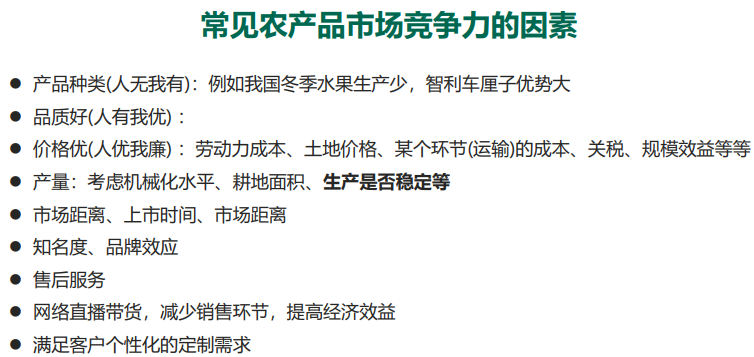 常见农产品市场竞争力的因素
● 产品种类(人无我有)：例如我国冬季水果生产少，智利车厘子优势大
● 品质好(人有我优)：
● 价格优(人优我廉)：劳动力成本、土地价格、某个环节(运输)的成本、关税、规模效益等等
● 产量：考虑机械化水平、耕地面积、生产是否稳定等
● 市场距离、上市时间、市场距离
● 知名度、品牌效应
● 售后服务
● 网络直播带货，减少销售环节，提高经济效益
● 满足客户个性化的定制需求